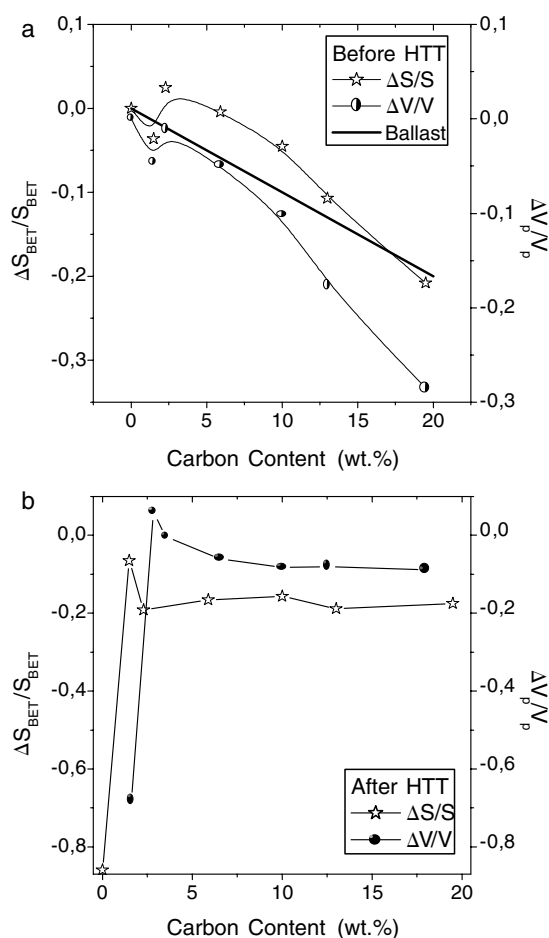 a
0,1
0,0
-0,1
-0,2
-0,3
ΔS_BET/S_BET
0,1
0,0
-0,1
-0,2
-0,3
ΔV_p/V_p
Before HTT
ΔS/S
ΔV/V
Ballast
0
5
10
15
20
Carbon Content (wt.%)
b
0,0
-0,2
-0,4
-0,6
-0,8
ΔS_BET/S_BET
0,0
-0,2
-0,4
-0,6
-0,8
ΔV_p/V_p
After HTT
ΔS/S
ΔV/V
0
5
10
15
20
Carbon Content (wt.%)